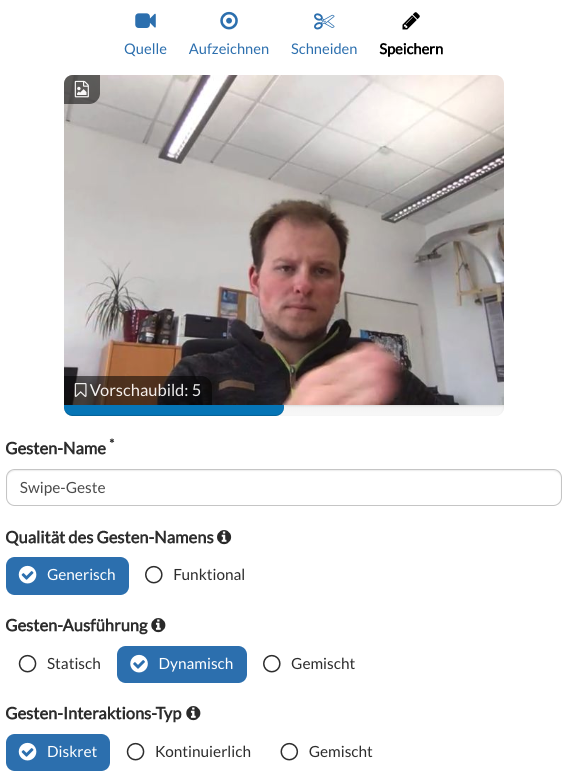 Quelle Aufzeichnen Schneiden Speichern
Vorschaubild: 5
Gesten-Name *
Swipe-Geste
Qualität des Gesten-Namens
Generisch Funktional
Gesten-Ausführung
Statisch Dynamisch Gemischt
Gesten-Interaktions-Typ
Diskret Kontinuierlich Gemischt